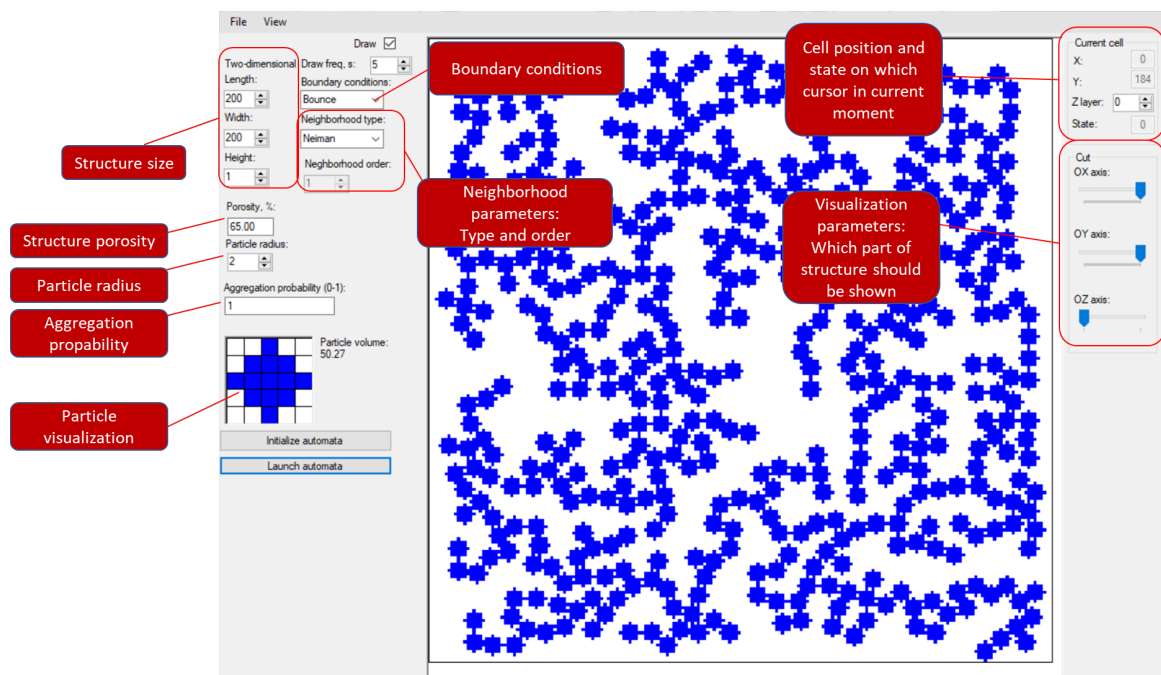 File View
Draw
Two-dimensional
Draw freq, s: 5
Length:
200
Boundary conditions:
Bounce
Width:
200
Neighborhood type:
Neiman
Height:
1
Neghborhood order:
1
Porosity, %:
65.00
Particle radius:
2
Aggregation probability (0-1):
1
Particle volume:
50.27
Initialize automata
Launch automata
Structure size
Structure porosity
Particle radius
Aggregation
propability
Particle
visualization
Boundary conditions
Neighborhood
parameters:
Type and order
Cell position and
state on which
cursor in current
moment
Visualization
parameters:
Which part of
structure should
be shown
Current cell
X: 0
Y: 184
Z layer: 0
State: 0
Cut
OX axis:
OY axis:
OZ axis: